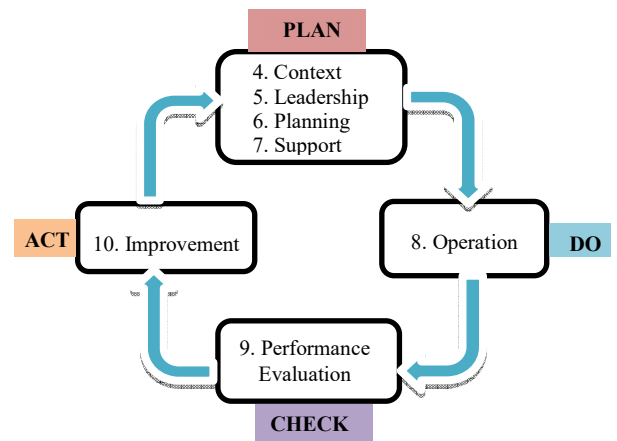 PLAN
4. Context
5. Leadership
6. Planning
7. Support
ACT
10. Improvement
8. Operation
DO
9. Performance
Evaluation
CHECK